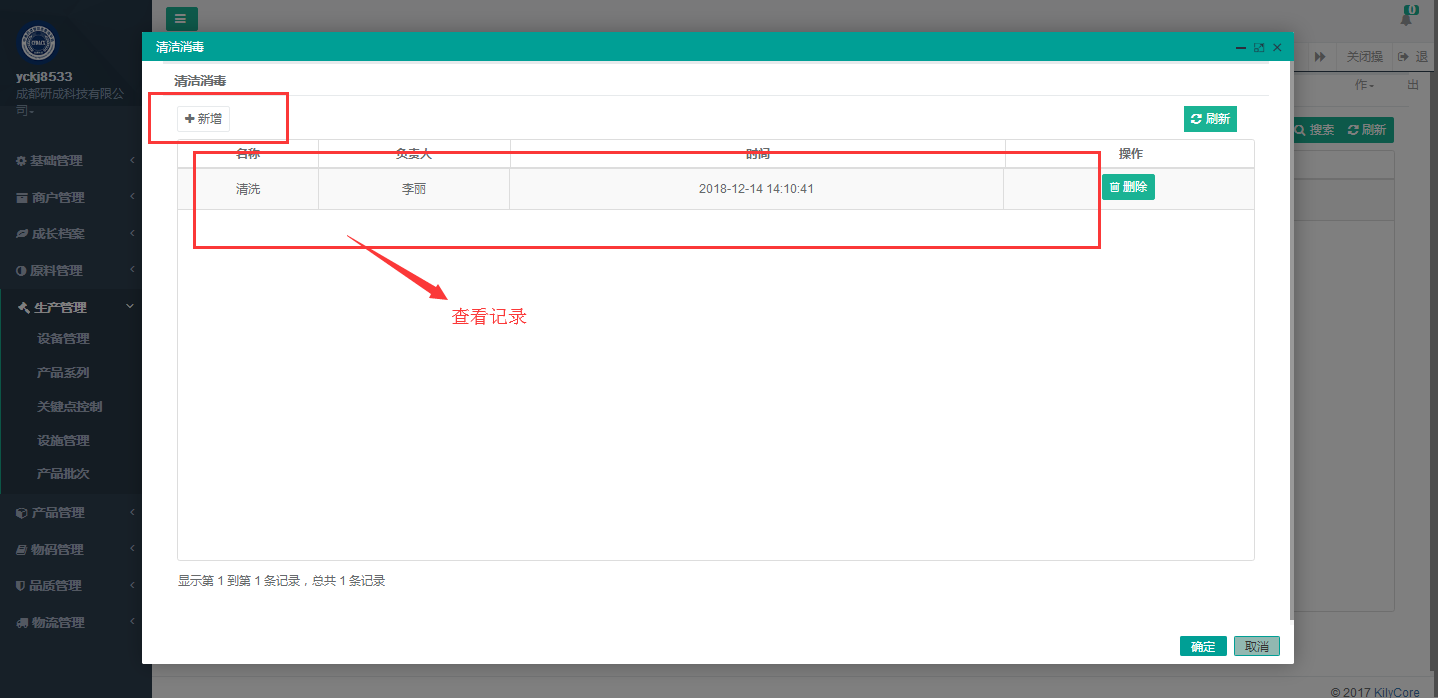 0
清洁消毒
yckj8533
成都研成科技有限公
司
关闭操
作
退
出
清洁消毒
新增
刷新
搜索
刷新
名称
负责人
时间
操作
清洗
李丽
2018-12-14 14:10:41
删除
查看记录
基础管理
商户管理
成长档案
原料管理
生产管理
设备管理
产品系列
关键点控制
设施管理
产品批次
产品管理
物码管理
品质管理
物流管理
显示第 1 到第 1 条记录，总共 1 条记录
确定
取消
© 2017 KilyCore